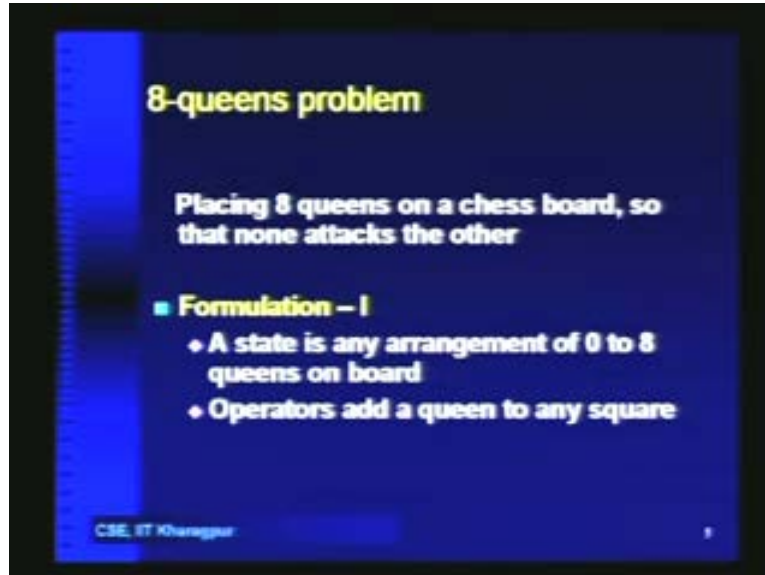 8-queens problem
Placing 8 queens on a chess board, so
that none attacks the other
Formulation – I
A state is any arrangement of 0 to 8
queens on board
Operators add a queen to any square
CSE, IIT Kharagpur